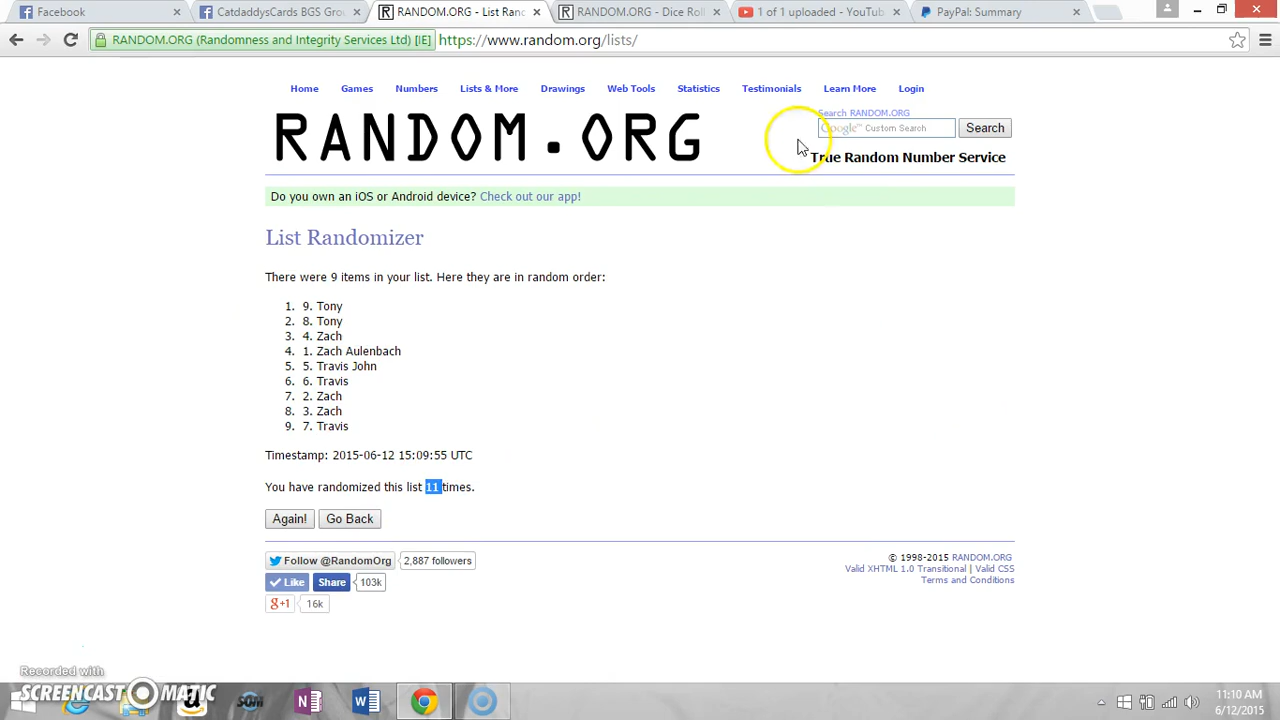 Facebook CatdaddysCards BGS Gro RANDOM.ORG - List Ran RANDOM.ORG - Dice Roll 1 of 1 uploaded - YouTub PayPal: Summary
RANDOM.ORG (Randomness and Integrity Services Ltd) [IE] https://www.random.org/lists/
Home Games Numbers Lists & More Drawings Web Tools Statistics Testimonials Learn More Login
Search RANDOM.ORG
RANDOM.ORG
Google™ Custom Search Search
True Random Number Service
Do you own an iOS or Android device? Check out our app!
List Randomizer
There were 9 items in your list. Here they are in random order:
1. 9. Tony
2. 8. Tony
3. 4. Zach
4. 1. Zach Aulenbach
5. 5. Travis John
6. 6. Travis
7. 2. Zach
8. 3. Zach
9. 7. Travis
Timestamp: 2015-06-12 15:09:55 UTC
You have randomized this list 11 times.
Again! Go Back
Follow @RandomOrg 2,887 followers
Like Share 103k
g+1 16k
© 1998-2015 RANDOM.ORG
Valid XHTML 1.0 Transitional | Valid CSS
Terms and Conditions
Recorded with
SCREENCAST MATIC
11:10 AM
6/12/2015